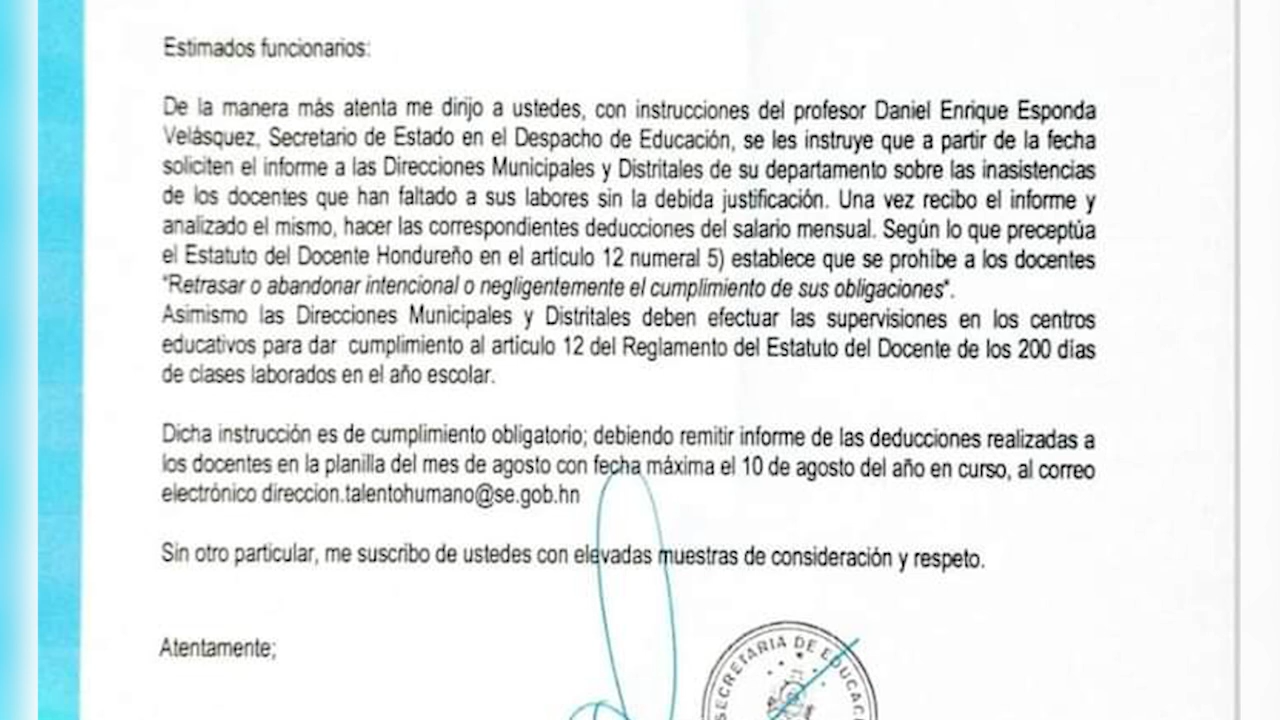 Estimados funcionarios:
De la manera más atenta me dirijo a ustedes, con instrucciones del profesor Daniel Enrique Esponda
Velásquez, Secretario de Estado en el Despacho de Educación, se les instruye que a partir de la fecha
soliciten el informe a las Direcciones Municipales y Distritales de su departamento sobre las inasistencias
de los docentes que han faltado a sus labores sin la debida justificación. Una vez recibo el informe y
analizado el mismo, hacer las correspondientes deducciones del salario mensual. Según lo que preceptúa
el Estatuto del Docente Hondureño en el artículo 12 numeral 5) establece que se prohíbe a los docentes
"Retrasar o abandonar intencional o negligentemente el cumplimiento de sus obligaciones".
Asimismo las Direcciones Municipales y Distritales deben efectuar las supervisiones en los centros
educativos para dar cumplimiento al artículo 12 del Reglamento del Estatuto del Docente de los 200 días
de clases laborados en el año escolar.
Dicha instrucción es de cumplimiento obligatorio; debiendo remitir informe de las deducciones realizadas a
los docentes en la planilla del mes de agosto con fecha máxima el 10 de agosto del año en curso, al correo
electrónico direccion.talentohumano@se.gob.hn
Sin otro particular, me suscribo de ustedes con elevadas muestras de consideración y respeto.
Atentamente;
SECRETARIA DE EDUCAC